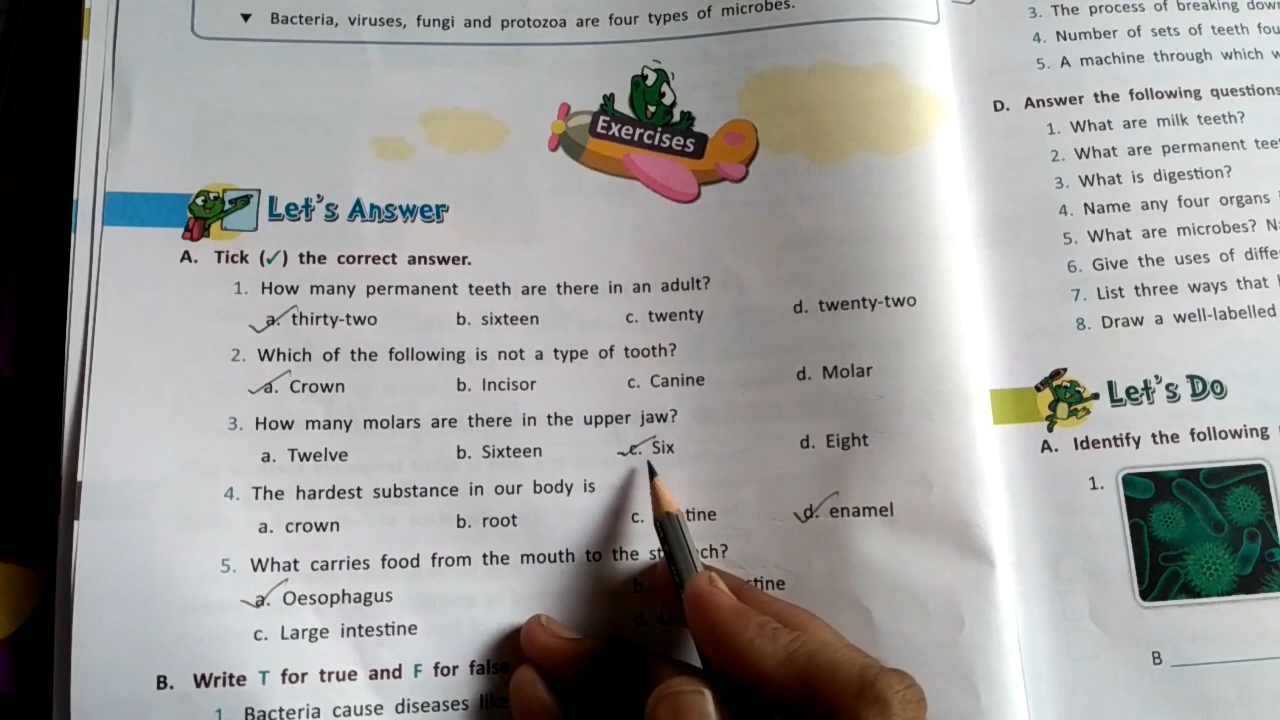 ▼ Bacteria, viruses, fungi and protozoa are four types of microbes.
Exercises
Let's Answer
A. Tick (✓) the correct answer.
1. How many permanent teeth are there in an adult?
a. thirty-two b. sixteen c. twenty d. twenty-two
2. Which of the following is not a type of tooth?
a. Crown b. Incisor c. Canine d. Molar
3. How many molars are there in the upper jaw?
a. Twelve b. Sixteen c. Six d. Eight
4. The hardest substance in our body is
a. crown b. root c. d. enamel
5. What carries food from the mouth to the
a. Oesophagus b.
c. Large intestine d.
B. Write T for true and F for
1. Bacteria cause diseases
3. The process of breaking down
4. Number of sets of teeth
5. A machine through which
D. Answer the following questions
1. What are milk teeth?
2. What are permanent
3. What is digestion?
4. Name any four organs
5. What are microbes?
6. Give the uses of
7. List three ways that
8. Draw a well-labelled
Let's Do
A. Identify the following
1.
B